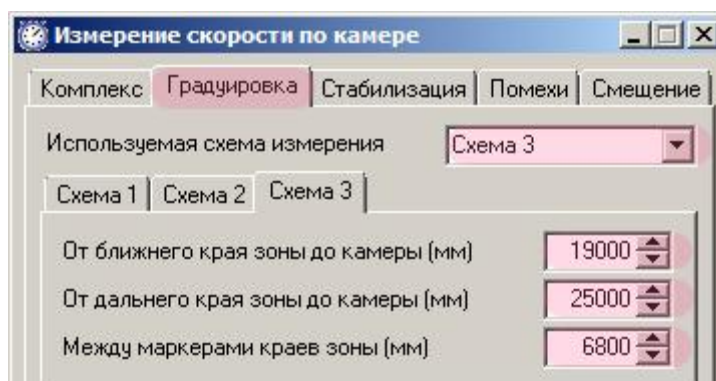 Измерение скорости по камере
Комплекс Градуировка Стабилизация Помехи Смещение
Используемая схема измерения Схема 3
Схема 1 Схема 2 Схема 3
От ближнего края зоны до камеры (мм) 19000
От дальнего края зоны до камеры (мм) 25000
Между маркерами краев зоны (мм) 6800